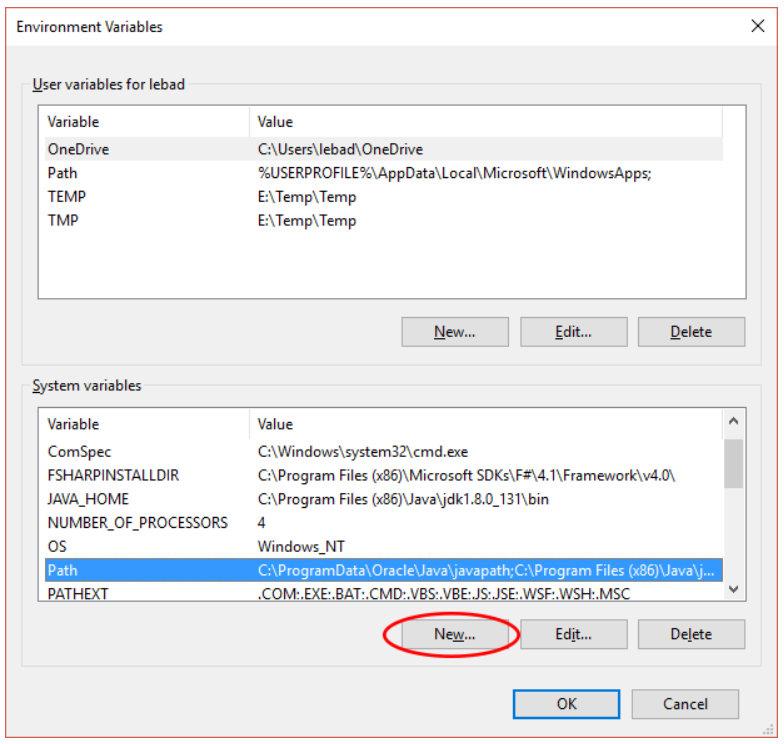 Environment Variables
User variables for lebad
Variable Value
OneDrive C:\Users\lebad\OneDrive
Path %USERPROFILE%\AppData\Local\Microsoft\WindowsApps;
TEMP E:\Temp\Temp
TMP E:\Temp\Temp
New... Edit... Delete
System variables
Variable Value
ComSpec C:\Windows\system32\cmd.exe
FSHARPINSTALLDIR C:\Program Files (x86)\Microsoft SDKs\F#\4.1\Framework\v4.0\
JAVA_HOME C:\Program Files (x86)\Java\jdk1.8.0_131\bin
NUMBER_OF_PROCESSORS 4
OS Windows_NT
Path C:\ProgramData\Oracle\Java\javapath;C:\Program Files (x86)\Java\j...
PATHEXT .COM;.EXE;.BAT;.CMD;.VBS;.VBE;.JS;.JSE;.WSF;.WSH;.MSC
New... Edit... Delete
OK Cancel